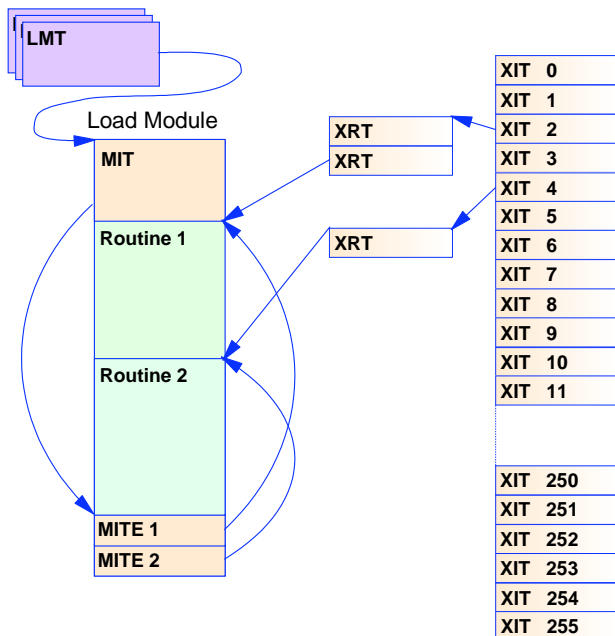 LMT
Load Module
MIT
Routine 1
Routine 2
MITE 1
MITE 2
XRT
XRT
XRT
XIT 0
XIT 1
XIT 2
XIT 3
XIT 4
XIT 5
XIT 6
XIT 7
XIT 8
XIT 9
XIT 10
XIT 11
XIT 250
XIT 251
XIT 252
XIT 253
XIT 254
XIT 255